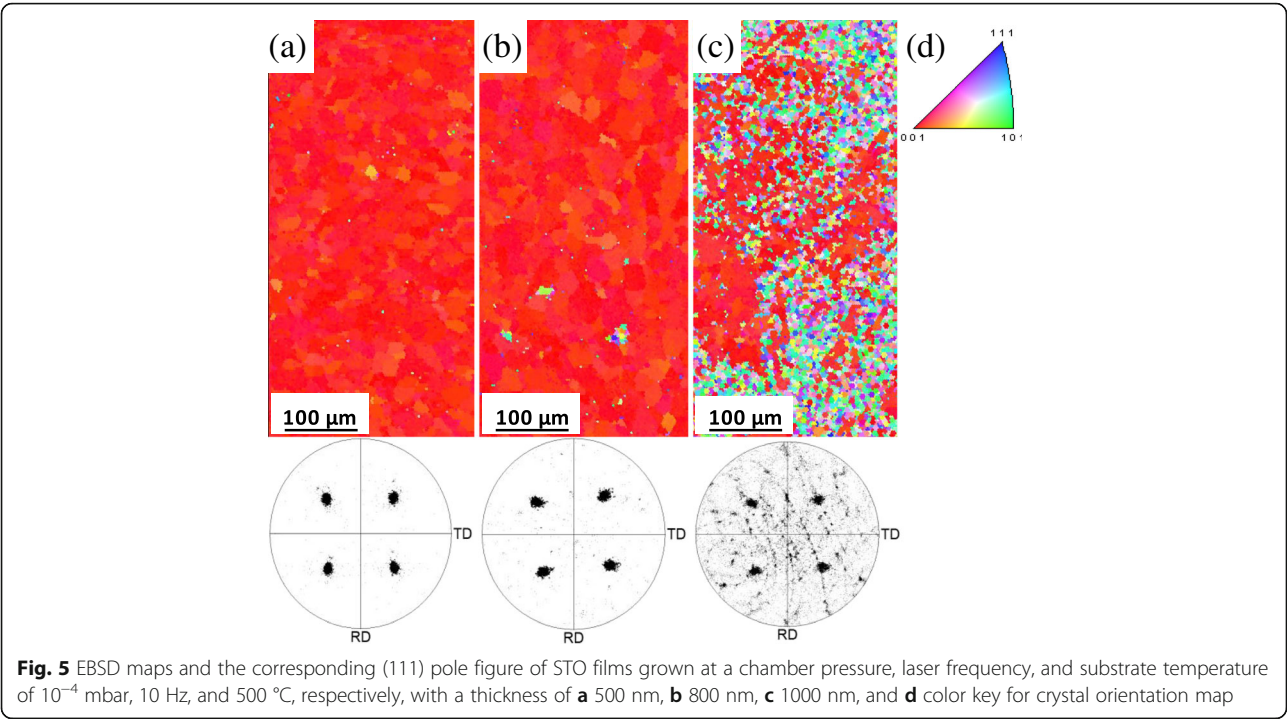 (a) (b) (c) (d)
111
001 101
100 µm 100 µm 100 µm
TD TD TD
RD RD RD
Fig. 5 EBSD maps and the corresponding (111) pole figure of STO films grown at a chamber pressure, laser frequency, and substrate temperature
of 10⁻⁴ mbar, 10 Hz, and 500 °C, respectively, with a thickness of a 500 nm, b 800 nm, c 1000 nm, and d color key for crystal orientation map